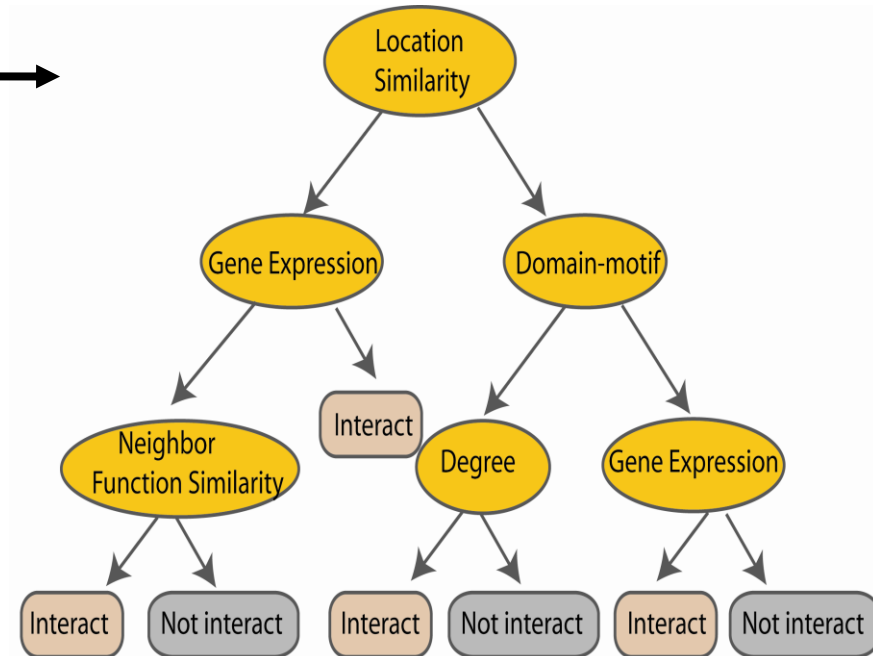 Location
Similarity
Gene Expression
Domain-motif
Interact
Neighbor
Function Similarity
Degree
Gene Expression
Interact
Not interact
Interact
Not interact
Interact
Not interact